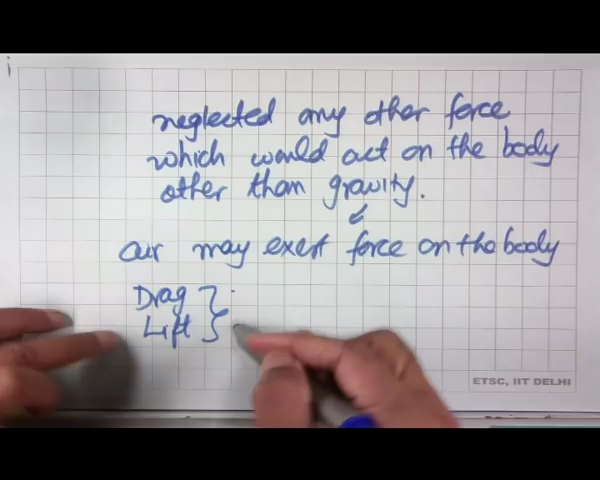 neglected any other force
which would act on the body
other than gravity.
air may exert force on the body
Drag
Lift
ETSC, IIT DELHI